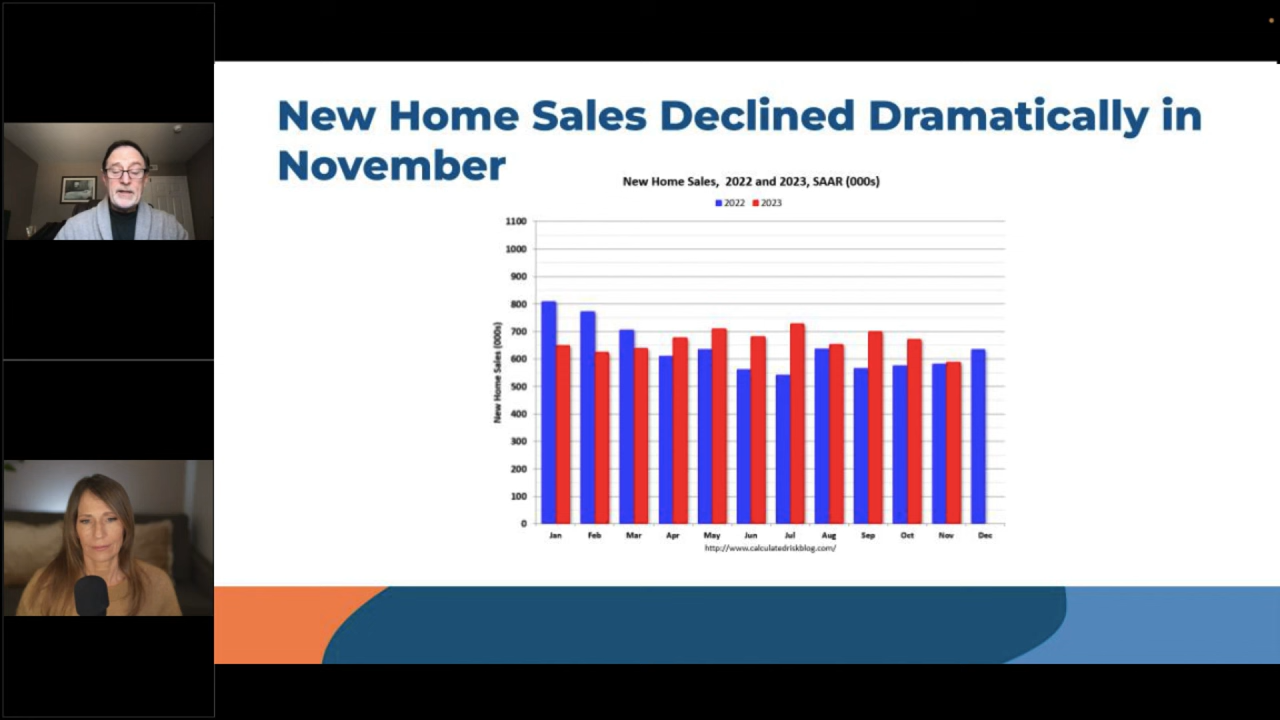 New Home Sales Declined Dramatically in
November
New Home Sales,  2022 and 2023, SAAR (000s)
2022 2023
New Home Sales (000s)
1100
1000
900
800
700
600
500
400
300
200
100
0
Jan Feb Mar Apr May Jun Jul Aug Sep Oct Nov Dec
http://www.calculatedriskblog.com/